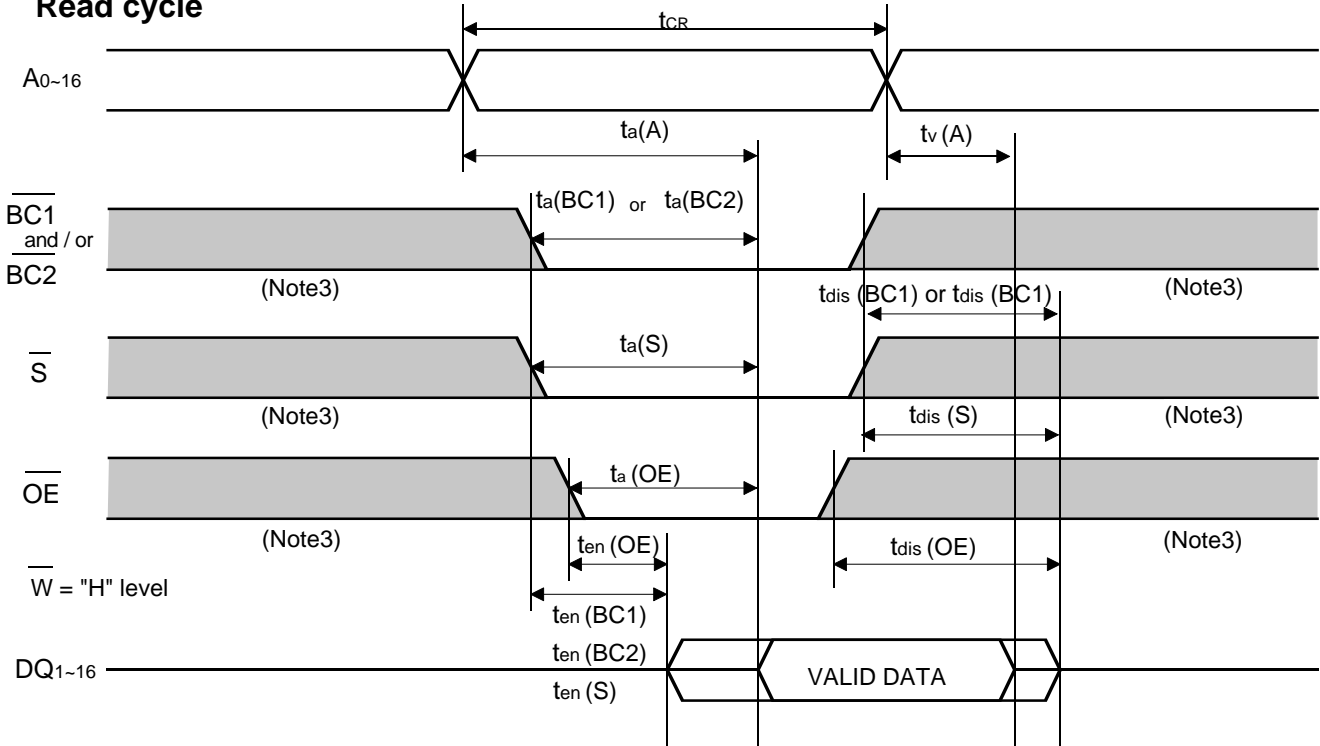 Read cycle
tCR
A0~16
ta(A)
tv (A)
BC1
and / or
BC2
ta(BC1) or ta(BC2)
(Note3)
tdis (BC1) or tdis (BC1)
(Note3)
S
ta(S)
(Note3)
tdis (S)
(Note3)
OE
ta (OE)
(Note3)
ten (OE)
tdis (OE)
(Note3)
W = "H" level
ten (BC1)
ten (BC2)
ten (S)
DQ1~16
VALID DATA